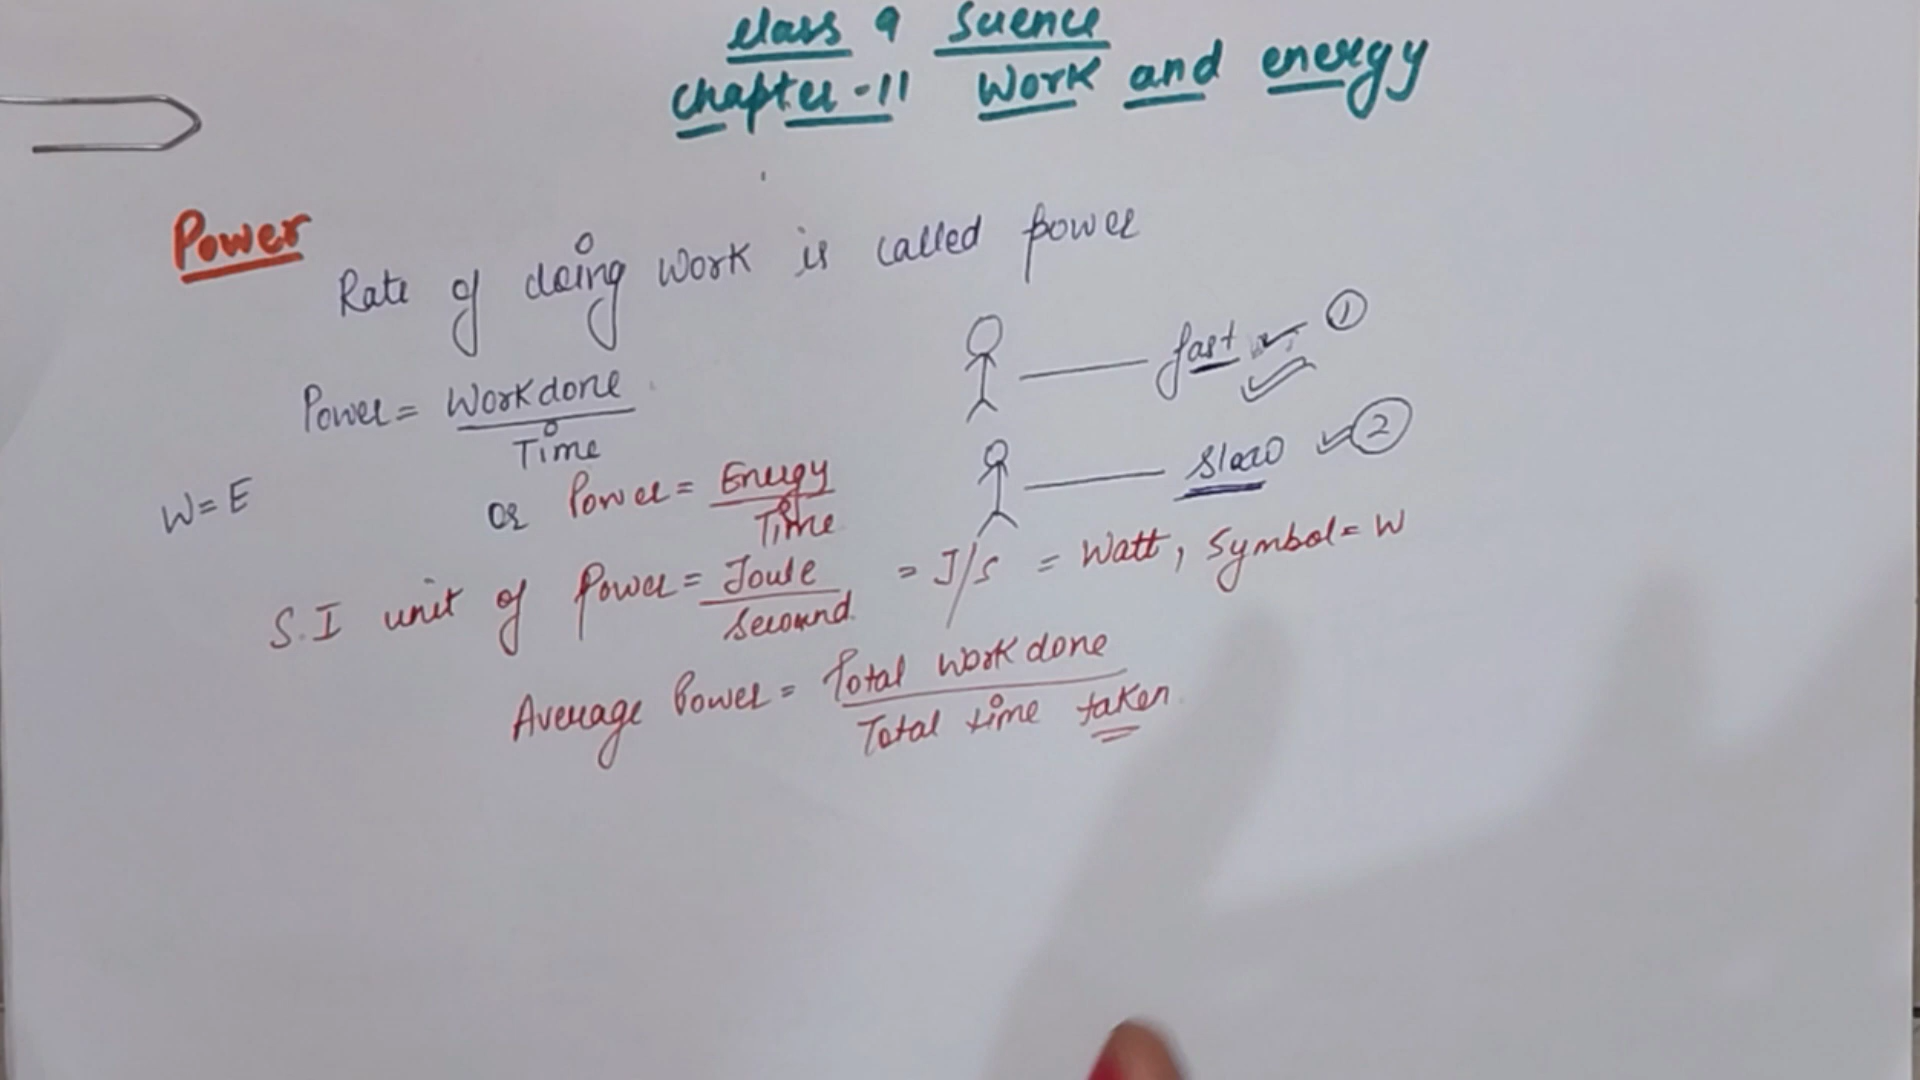 Class 9 Science
Chapter-11 Work and energy
Power
Rate of doing work is called power
fast ①
Power = Workdone / Time
slow ②
W = E
or Power = Energy / Time
S.I unit of Power = Joule / second = J/s = Watt, Symbol = W
Average Power = Total work done / Total time taken